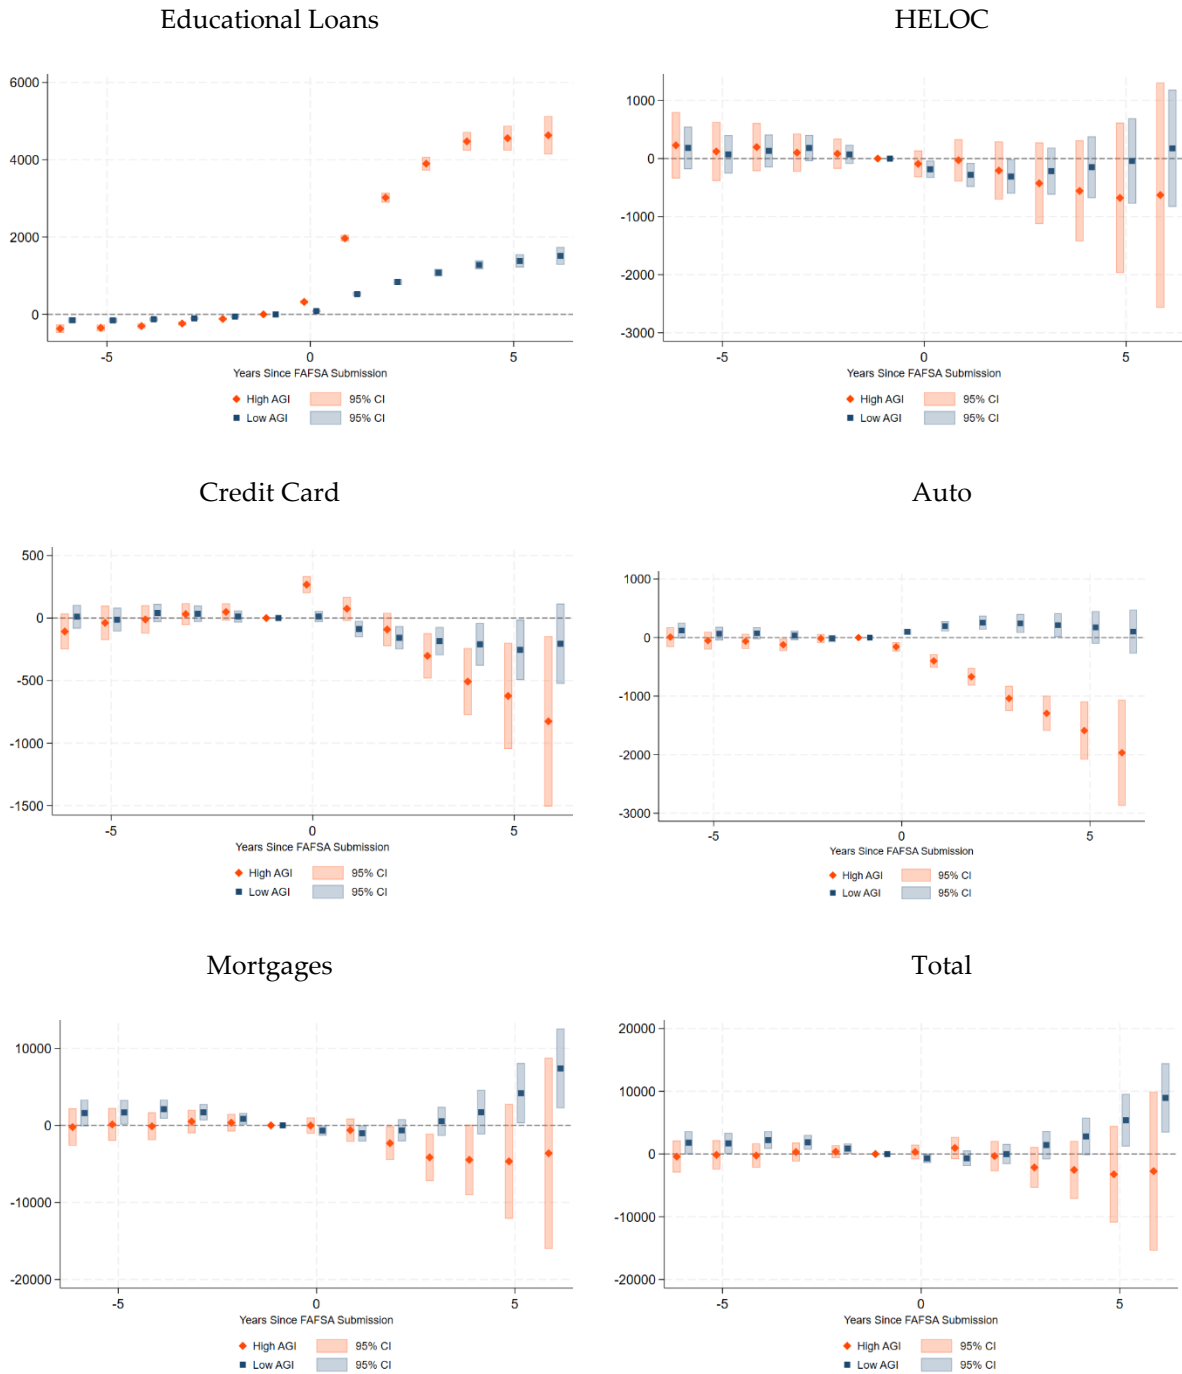 Educational Loans
6000
4000
2000
0
-5 0 5
Years Since FAFSA Submission
High AGI 95% CI
Low AGI 95% CI
HELOC
1000
0
-1000
-2000
-3000
-5 0 5
Years Since FAFSA Submission
High AGI 95% CI
Low AGI 95% CI
Credit Card
500
0
-500
-1000
-1500
-5 0 5
Years Since FAFSA Submission
High AGI 95% CI
Low AGI 95% CI
Auto
1000
0
-1000
-2000
-3000
-5 0 5
Years Since FAFSA Submission
High AGI 95% CI
Low AGI 95% CI
Mortgages
10000
0
-10000
-20000
-5 0 5
Years Since FAFSA Submission
High AGI 95% CI
Low AGI 95% CI
Total
20000
10000
0
-10000
-20000
-5 0 5
Years Since FAFSA Submission
High AGI 95% CI
Low AGI 95% CI